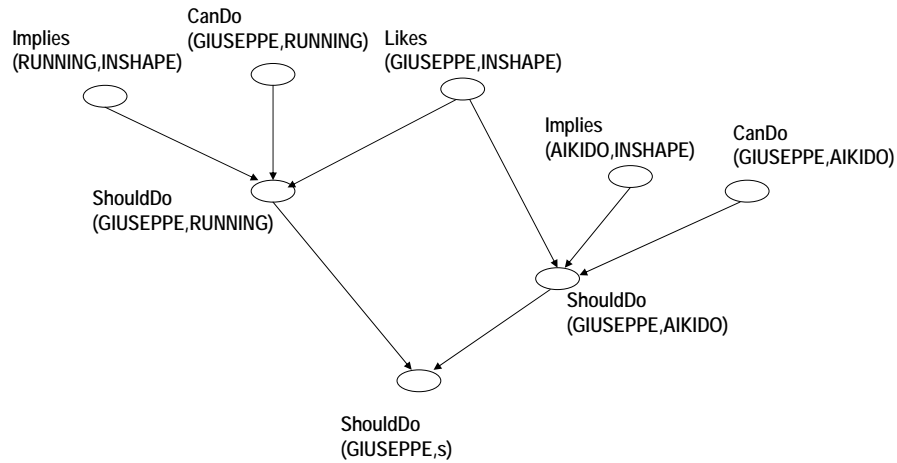 Implies
(RUNNING,INSHAPE)
CanDo
(GIUSEPPE,RUNNING)
Likes
(GIUSEPPE,INSHAPE)
Implies
(AIKIDO,INSHAPE)
CanDo
(GIUSEPPE,AIKIDO)
ShouldDo
(GIUSEPPE,RUNNING)
ShouldDo
(GIUSEPPE,AIKIDO)
ShouldDo
(GIUSEPPE,s)